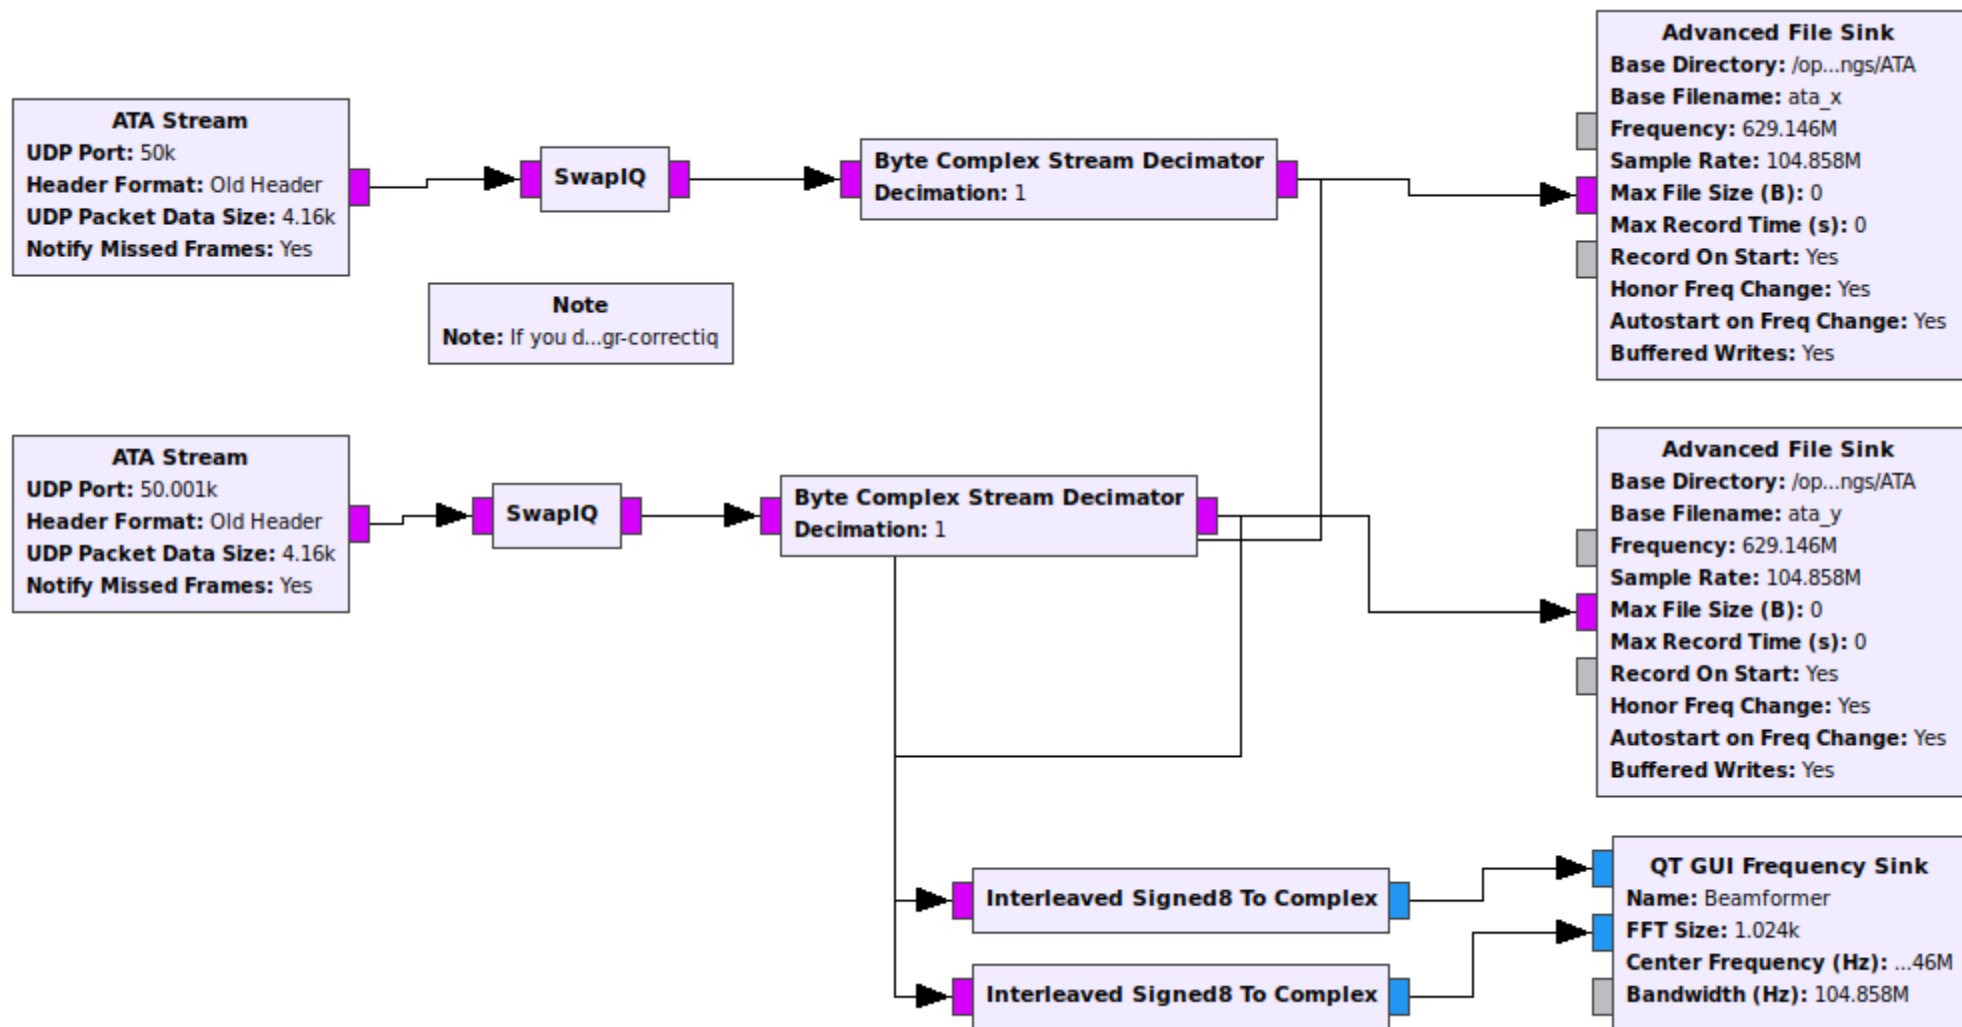 ATA Stream
UDP Port: 50k
Header Format: Old Header
UDP Packet Data Size: 4.16k
Notify Missed Frames: Yes
SwapIQ
Byte Complex Stream Decimator
Decimation: 1
Advanced File Sink
Base Directory: /op...ngs/ATA
Base Filename: ata_x
Frequency: 629.146M
Sample Rate: 104.858M
Max File Size (B): 0
Max Record Time (s): 0
Record On Start: Yes
Honor Freq Change: Yes
Autostart on Freq Change: Yes
Buffered Writes: Yes
Note
Note: If you d...gr-correctiq
ATA Stream
UDP Port: 50.001k
Header Format: Old Header
UDP Packet Data Size: 4.16k
Notify Missed Frames: Yes
SwapIQ
Byte Complex Stream Decimator
Decimation: 1
Advanced File Sink
Base Directory: /op...ngs/ATA
Base Filename: ata_y
Frequency: 629.146M
Sample Rate: 104.858M
Max File Size (B): 0
Max Record Time (s): 0
Record On Start: Yes
Honor Freq Change: Yes
Autostart on Freq Change: Yes
Buffered Writes: Yes
Interleaved Signed8 To Complex
Interleaved Signed8 To Complex
QT GUI Frequency Sink
Name: Beamformer
FFT Size: 1.024k
Center Frequency (Hz): ...46M
Bandwidth (Hz): 104.858M